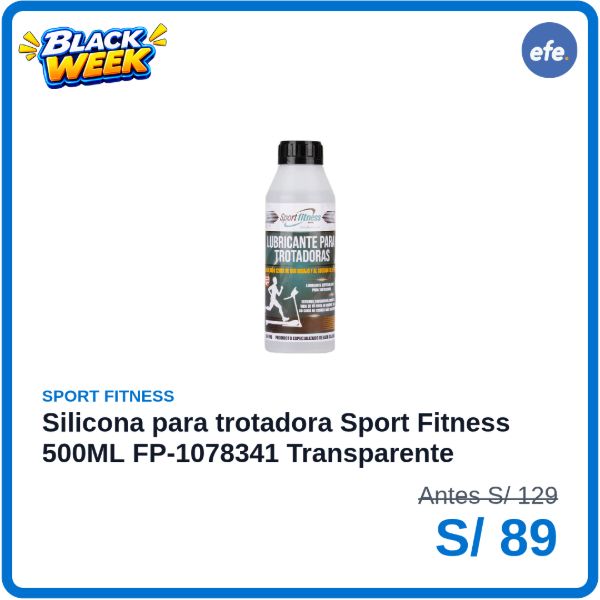 BLACK
WEEK
efe.
Sport fitness
LUBRICANTE PARA
TROTADORAS
SPORT FITNESS
Silicona para trotadora Sport Fitness
500ML FP-1078341 Transparente
Antes S/ 129
S/ 89